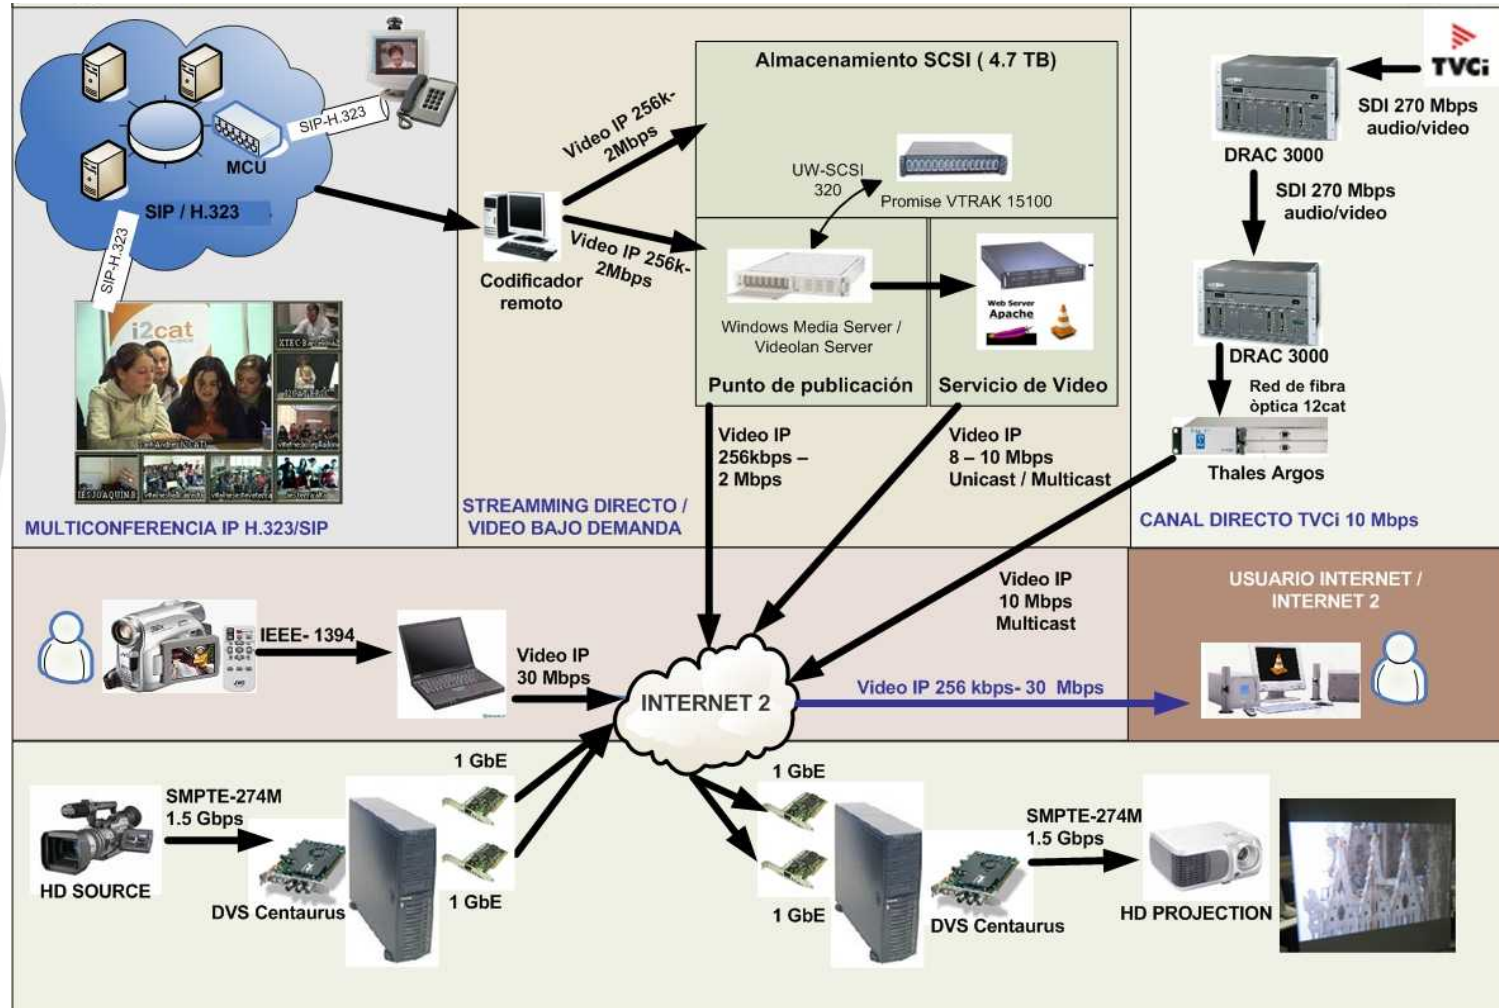 SIP-H.323
MCU
SIP / H.323
SIP-H.323
i2cat
MULTICONFERENCIA IP H.323/SIP
Almacenamiento SCSI ( 4.7 TB)
Video IP 256k-
2Mbps
UW-SCSI
320
Promise VTRAK 15100
Codificador
remoto
Video IP 256k-
2Mbps
Windows Media Server /
Videolan Server
Web Server
Apache
Punto de publicación
Servicio de Video
Video IP
256kbps –
2 Mbps
Video IP
8 – 10 Mbps
Unicast / Multicast
STREAMMING DIRECTO /
VIDEO BAJO DEMANDA
TVCi
SDI 270 Mbps
audio/video
DRAC 3000
SDI 270 Mbps
audio/video
DRAC 3000
Red de fibra
òptica 12cat
Thales Argos
CANAL DIRECTO TVCi 10 Mbps
IEEE- 1394
Video IP
30 Mbps
INTERNET 2
Video IP
10 Mbps
Multicast
Video IP 256 kbps- 30 Mbps
USUARIO INTERNET /
INTERNET 2
HD SOURCE
SMPTE-274M
1.5 Gbps
DVS Centaurus
1 GbE
1 GbE
1 GbE
1 GbE
DVS Centaurus
SMPTE-274M
1.5 Gbps
HD PROJECTION